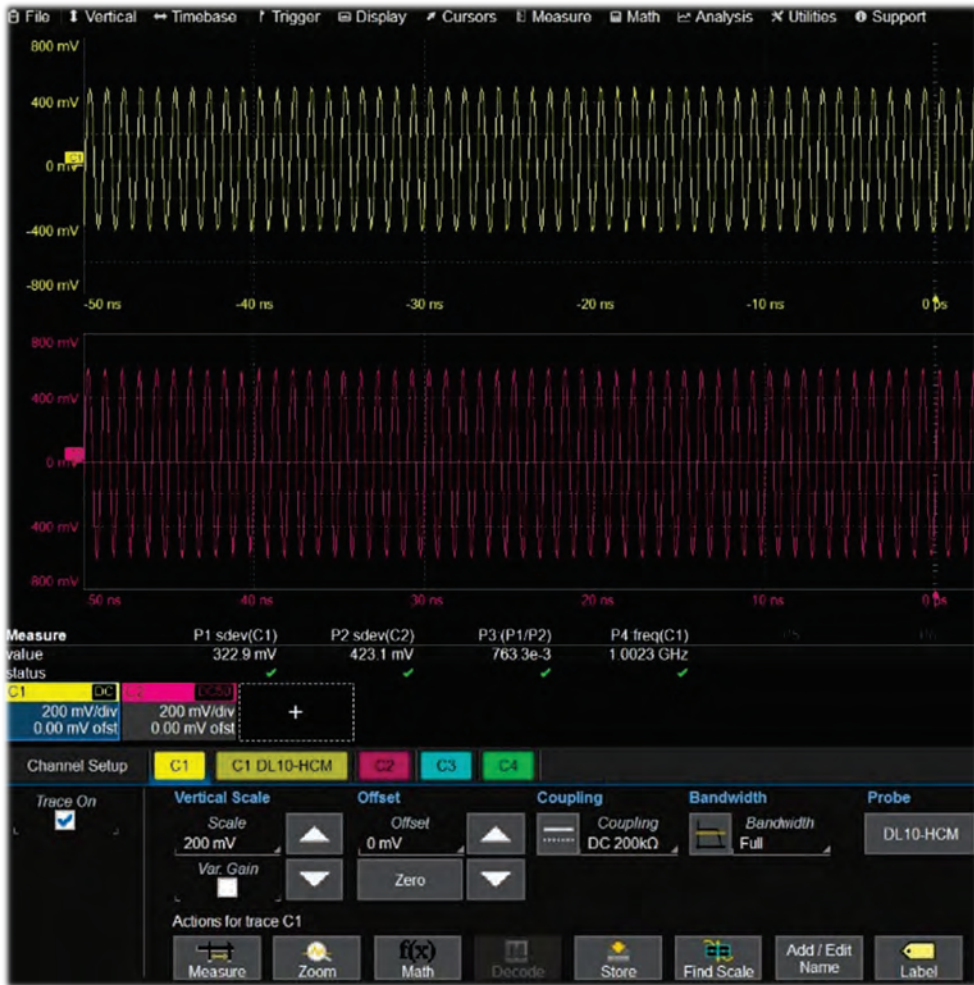 File Vertical Timebase Trigger Display Cursors Measure Math Analysis Utilities Support
800 mV
400 mV
C1
0 mV
-400 mV
-800 mV
-50 ns -40 ns -30 ns -20 ns -10 ns 0 ps
800 mV
400 mV
0 mV
400 mV
800 mV
50 ns 40 ns 30 ns 20 ns 10 ns 0 ps
Measure P1 sdev(C1) P2 sdev(C2) P3 (P1/P2) P4 freq(C1) P5 P6
value 322.9 mV 423.1 mV 763.3e-3 1.0023 GHz
status
C1 DC C2 DC50
200 mV/div 200 mV/div +
0.00 mV ofst 0.00 mV ofst
Channel Setup C1 C1 DL10-HCM C2 C3 C4
Trace On Vertical Scale Offset Coupling Bandwidth Probe
Scale Offset Coupling Bandwidth DL10-HCM
200 mV 0 mV DC 200kΩ Full
Var. Gain Zero
Actions for trace C1
f(x)
Measure Zoom Math Decode Store Find Scale Add / Edit Name Label